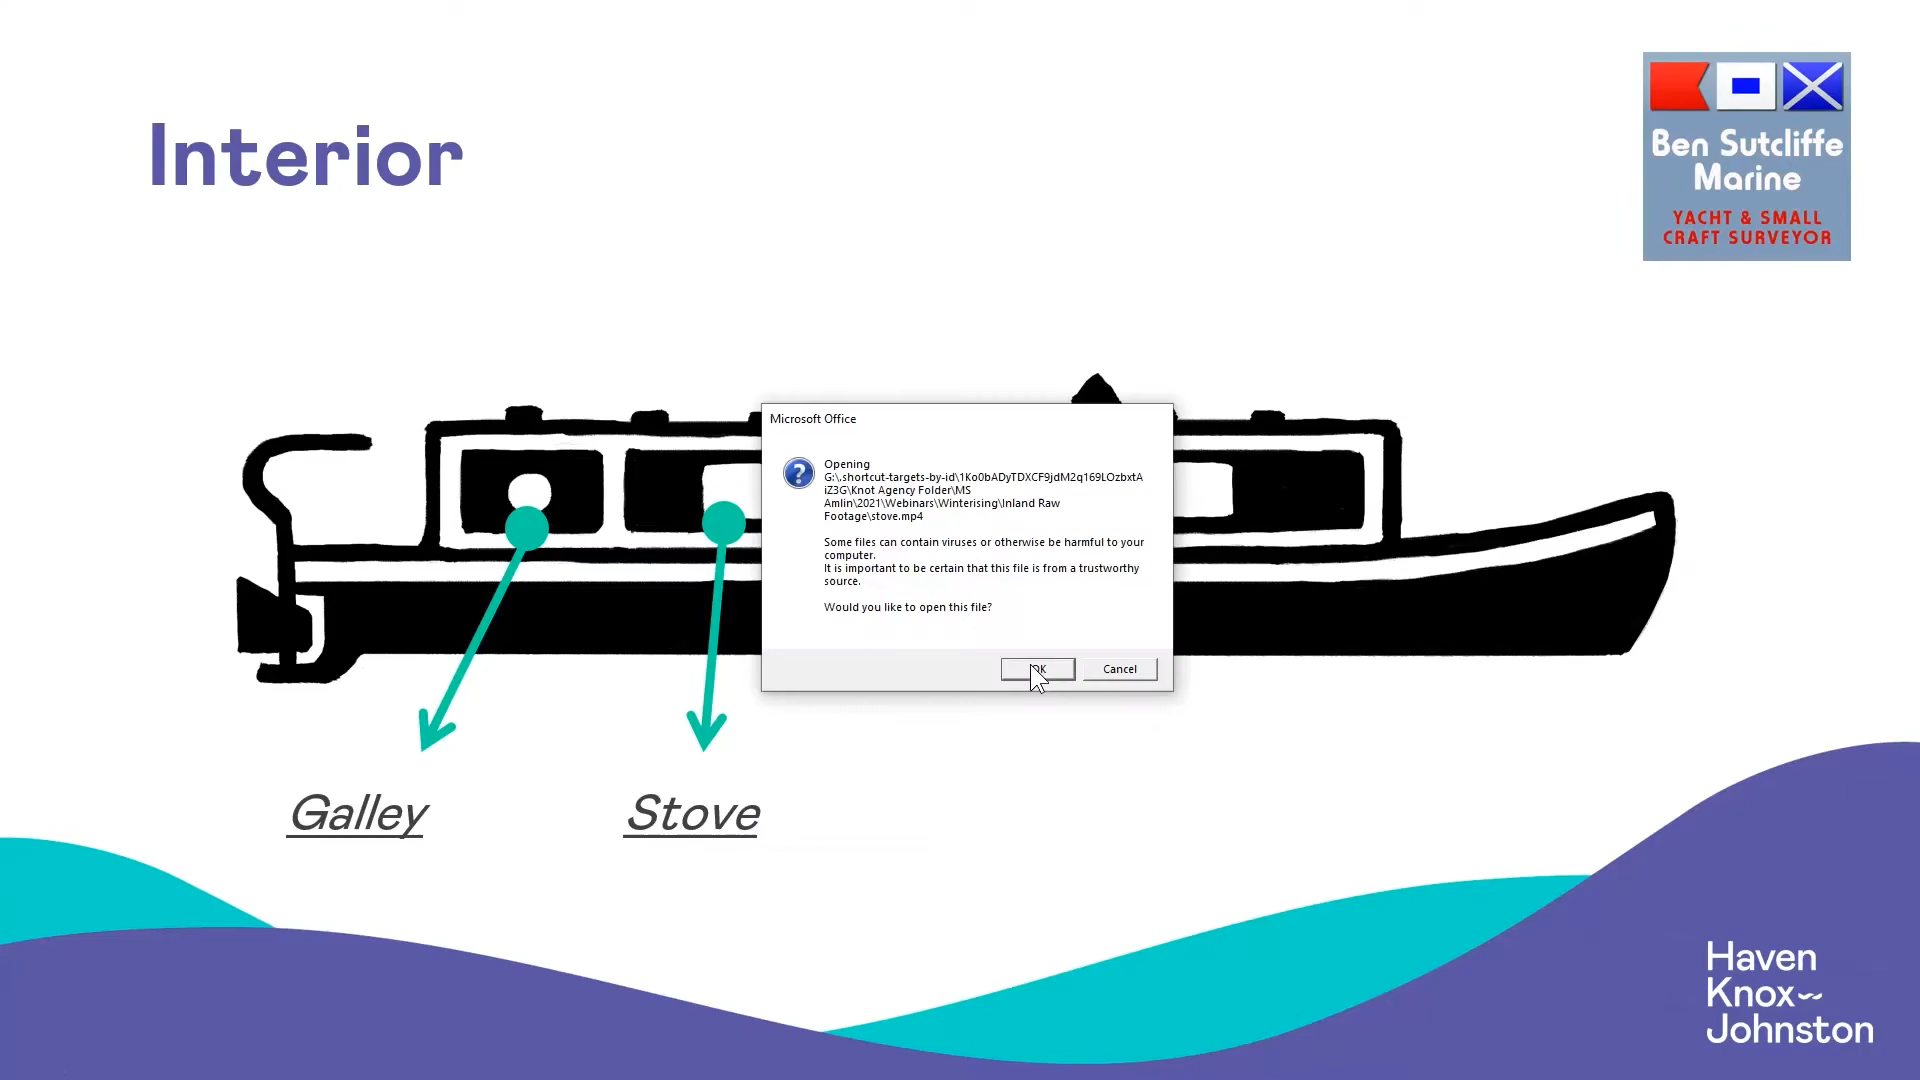 Interior
Ben Sutcliffe
Marine
YACHT & SMALL
CRAFT SURVEYOR
Microsoft Office
Opening
G:\.shortcut-targets-by-id\1Ko0bADyTDXCF9jdM2q169LOzbxtA
iZ3G\Knot Agency Folder\MS
Amlin\2021\Webinars\Winterising\Inland Raw
Footage\stove.mp4
Some files can contain viruses or otherwise be harmful to your
computer.
It is important to be certain that this file is from a trustworthy
source.
Would you like to open this file?
OK
Cancel
Galley
Stove
Haven
Knox
Johnston